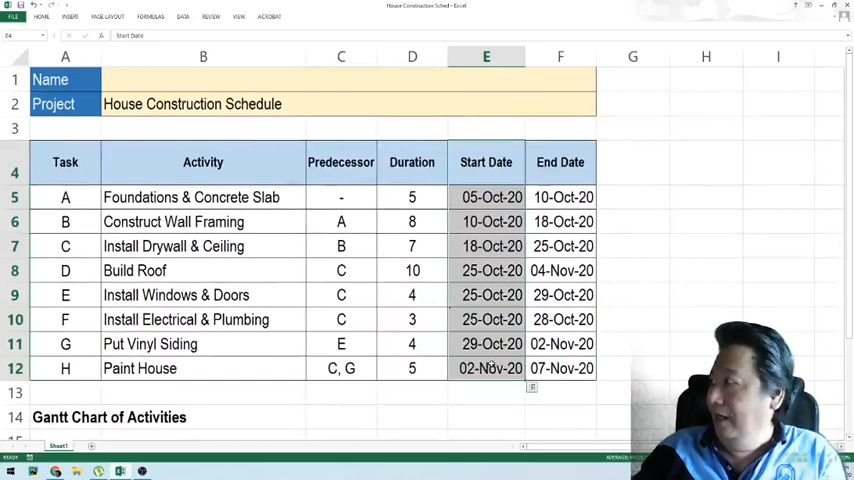 House Construction Sched - Excel
FILE HOME INSERT PAGE LAYOUT FORMULAS DATA REVIEW VIEW ACROBAT
E4 Start Date
A B C D E F G H I
1 Name
2 Project House Construction Schedule
3
4 Task Activity Predecessor Duration Start Date End Date
5 A Foundations & Concrete Slab - 5 05-Oct-20 10-Oct-20
6 B Construct Wall Framing A 8 10-Oct-20 18-Oct-20
7 C Install Drywall & Ceiling B 7 18-Oct-20 25-Oct-20
8 D Build Roof C 10 25-Oct-20 04-Nov-20
9 E Install Windows & Doors C 4 25-Oct-20 29-Oct-20
10 F Install Electrical & Plumbing C 3 25-Oct-20 28-Oct-20
11 G Put Vinyl Siding E 4 29-Oct-20 02-Nov-20
12 H Paint House C, G 5 02-Nov-20 07-Nov-20
13
14 Gantt Chart of Activities
Sheet1
READY